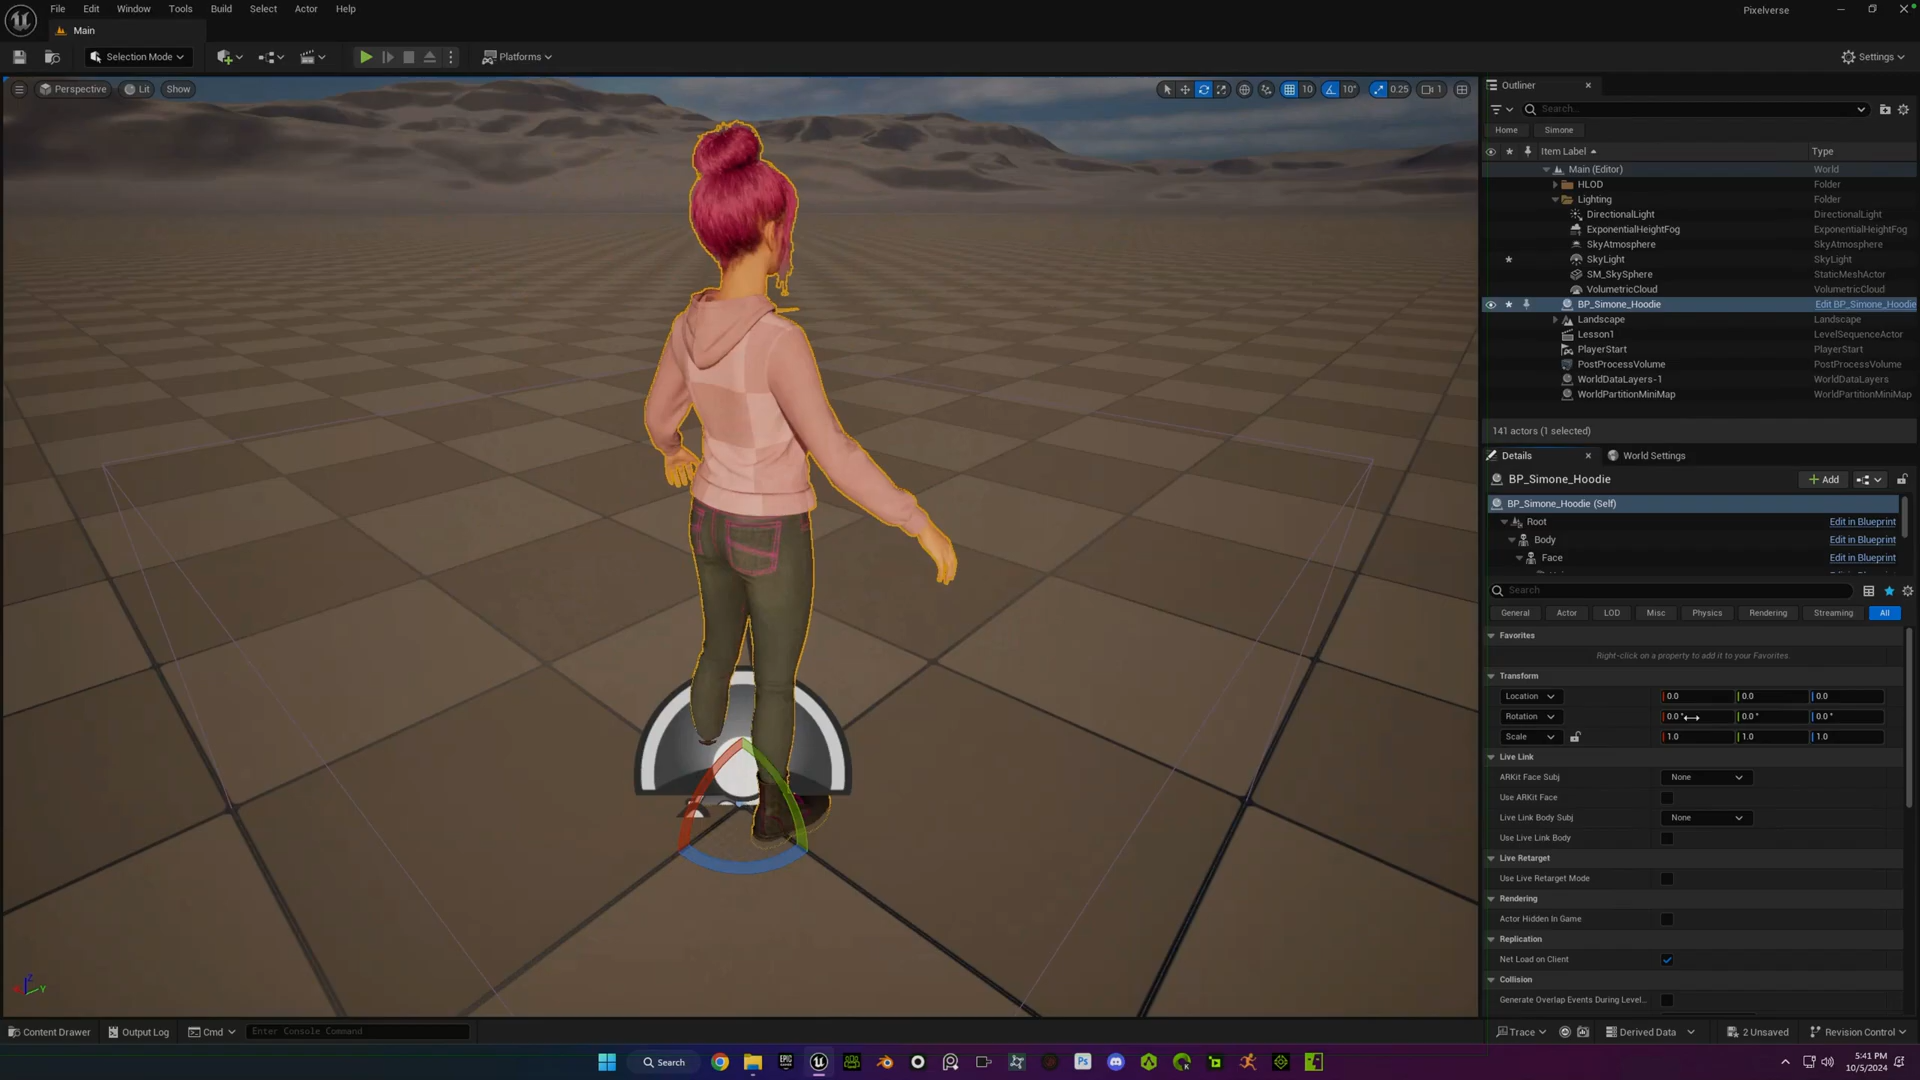 File Edit Window Tools Build Select Actor Help Pixelverse
Main
Selection Mode Platforms Settings
Perspective Lit Show 10 10° 0.25 1
Outliner
Search...
Home Simone
Item Label Type
Main (Editor) World
HLOD Folder
Lighting Folder
DirectionalLight DirectionalLight
ExponentialHeightFog ExponentialHeightFog
SkyAtmosphere SkyAtmosphere
SkyLight SkyLight
SM_SkySphere StaticMeshActor
VolumetricCloud VolumetricCloud
BP_Simone_Hoodie Edit BP_Simone_Hoodie
Landscape Landscape
Lesson1 LevelSequenceActor
PlayerStart PlayerStart
PostProcessVolume PostProcessVolume
WorldDataLayers-1 WorldDataLayers
WorldPartitionMiniMap WorldPartitionMiniMap
141 actors (1 selected)
Details World Settings
BP_Simone_Hoodie Add
BP_Simone_Hoodie (Self)
Root Edit in Blueprint
Body Edit in Blueprint
Face Edit in Blueprint
Search
General Actor LOD Misc Physics Rendering Streaming All
Favorites
Right-click on a property to add it to your Favorites.
Transform
Location 0.0 0.0 0.0
Rotation 0.0 ° 0.0 ° 0.0 °
Scale 1.0 1.0 1.0
Live Link
ARKit Face Subj None
Use ARKit Face
Live Link Body Subj None
Use Live Link Body
Live Retarget
Use Live Retarget Mode
Rendering
Actor Hidden In Game
Replication
Net Load on Client
Collision
Generate Overlap Events During Level...
Z
Y
Content Drawer Output Log Cmd Enter Console Command Trace Derived Data 2 Unsaved Revision Control
Search EPIC GAMES Ps 5:41 PM
10/5/2024